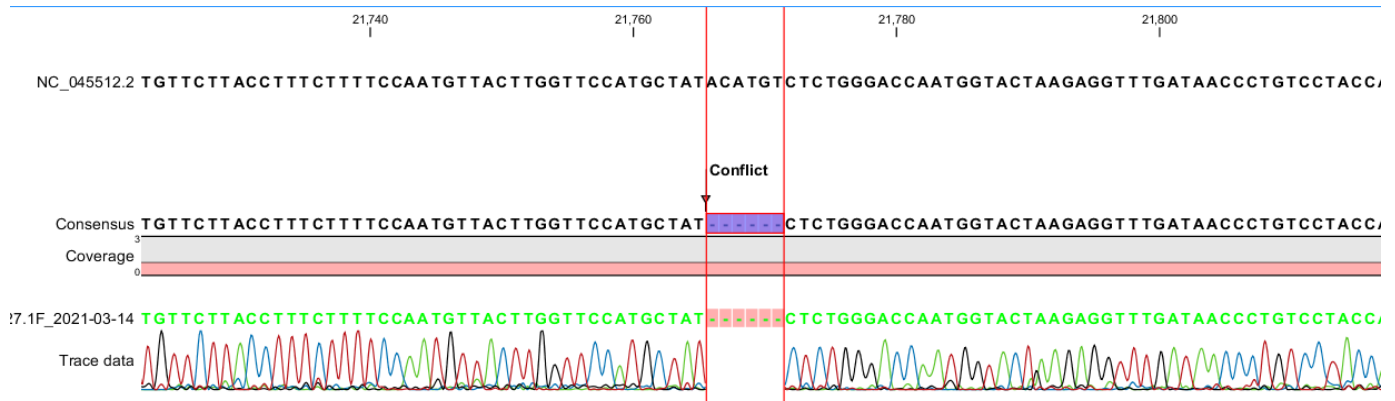 21,740 21,760 21,780 21,800
NC_045512.2 TGTTCTTACCTTTCTTTTCCAATGTTACTTGGTTCCATGCTATACATGTCTCTGGGACCAATGGTACTAAGAGGTTTGATAACCCTGTCCTACCA
Conflict
Consensus TGTTCTTACCTTTCTTTTCCAATGTTACTTGGTTCCATGCTAT------CTCTGGGACCAATGGTACTAAGAGGTTTGATAACCCTGTCCTACCA
3
Coverage
0
27.1F_2021-03-14 TGTTCTTACCTTTCTTTTCCAATGTTACTTGGTTCCATGCTAT------CTCTGGGACCAATGGTACTAAGAGGTTTGATAACCCTGTCCTACCA
Trace data